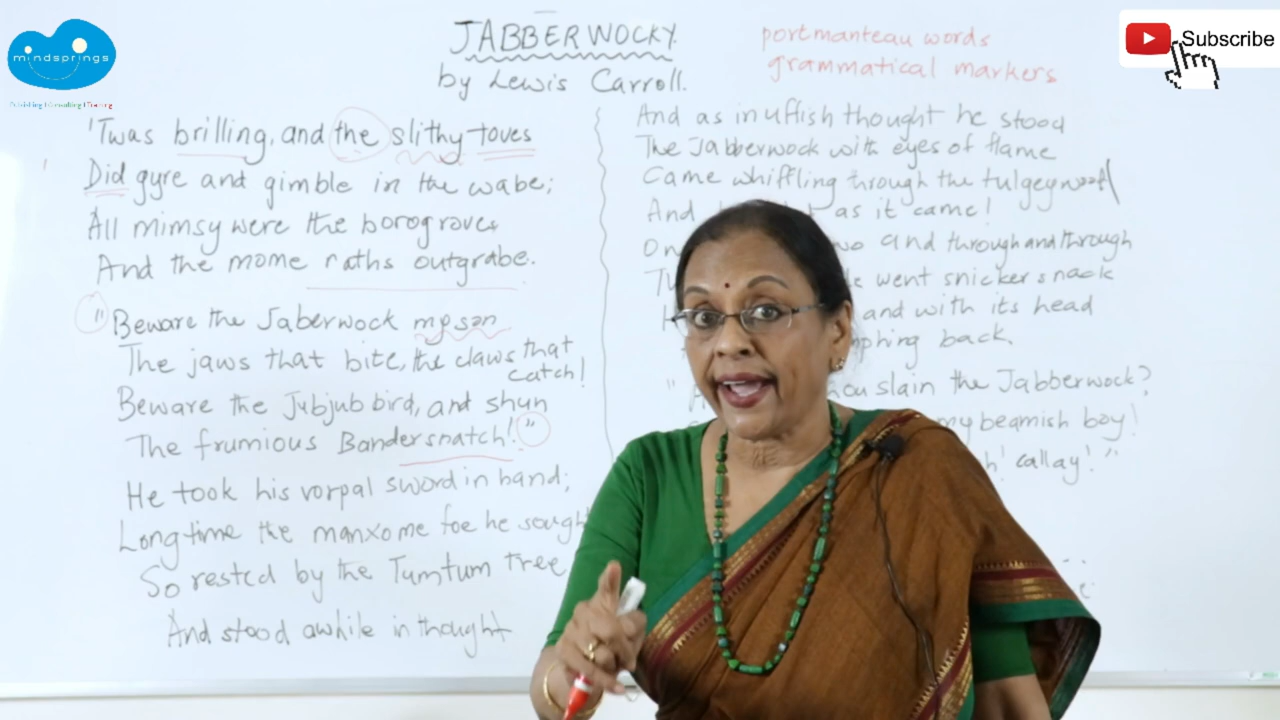 mindsprings
Publishing I Consulting I Training
Subscribe
JABBERWOCKY
by Lewis Carroll.
portmanteau words
grammatical markers
'Twas brilling, and the slithy toves
Did gyre and gimble in the wabe;
All mimsy were the borograves
And the mome raths outgrabe.
"Beware the Jaberwock my son
The jaws that bite, the claws that
catch!
Beware the Jubjub bird, and shun
The frumious Bandersnatch!"
He took his vorpal sword in hand;
Longtime the manxome foe he sought
So rested by the Tumtum Tree
And stood awhile in thought
And as in uffish thought he stood
The Jabberwock with eyes of flame
Came whiffling through the tulgey wood
And as it came!
and through and through
went snicker snack
and with its head
back
slain the Jabberwock?
my beamish boy!
callay!"